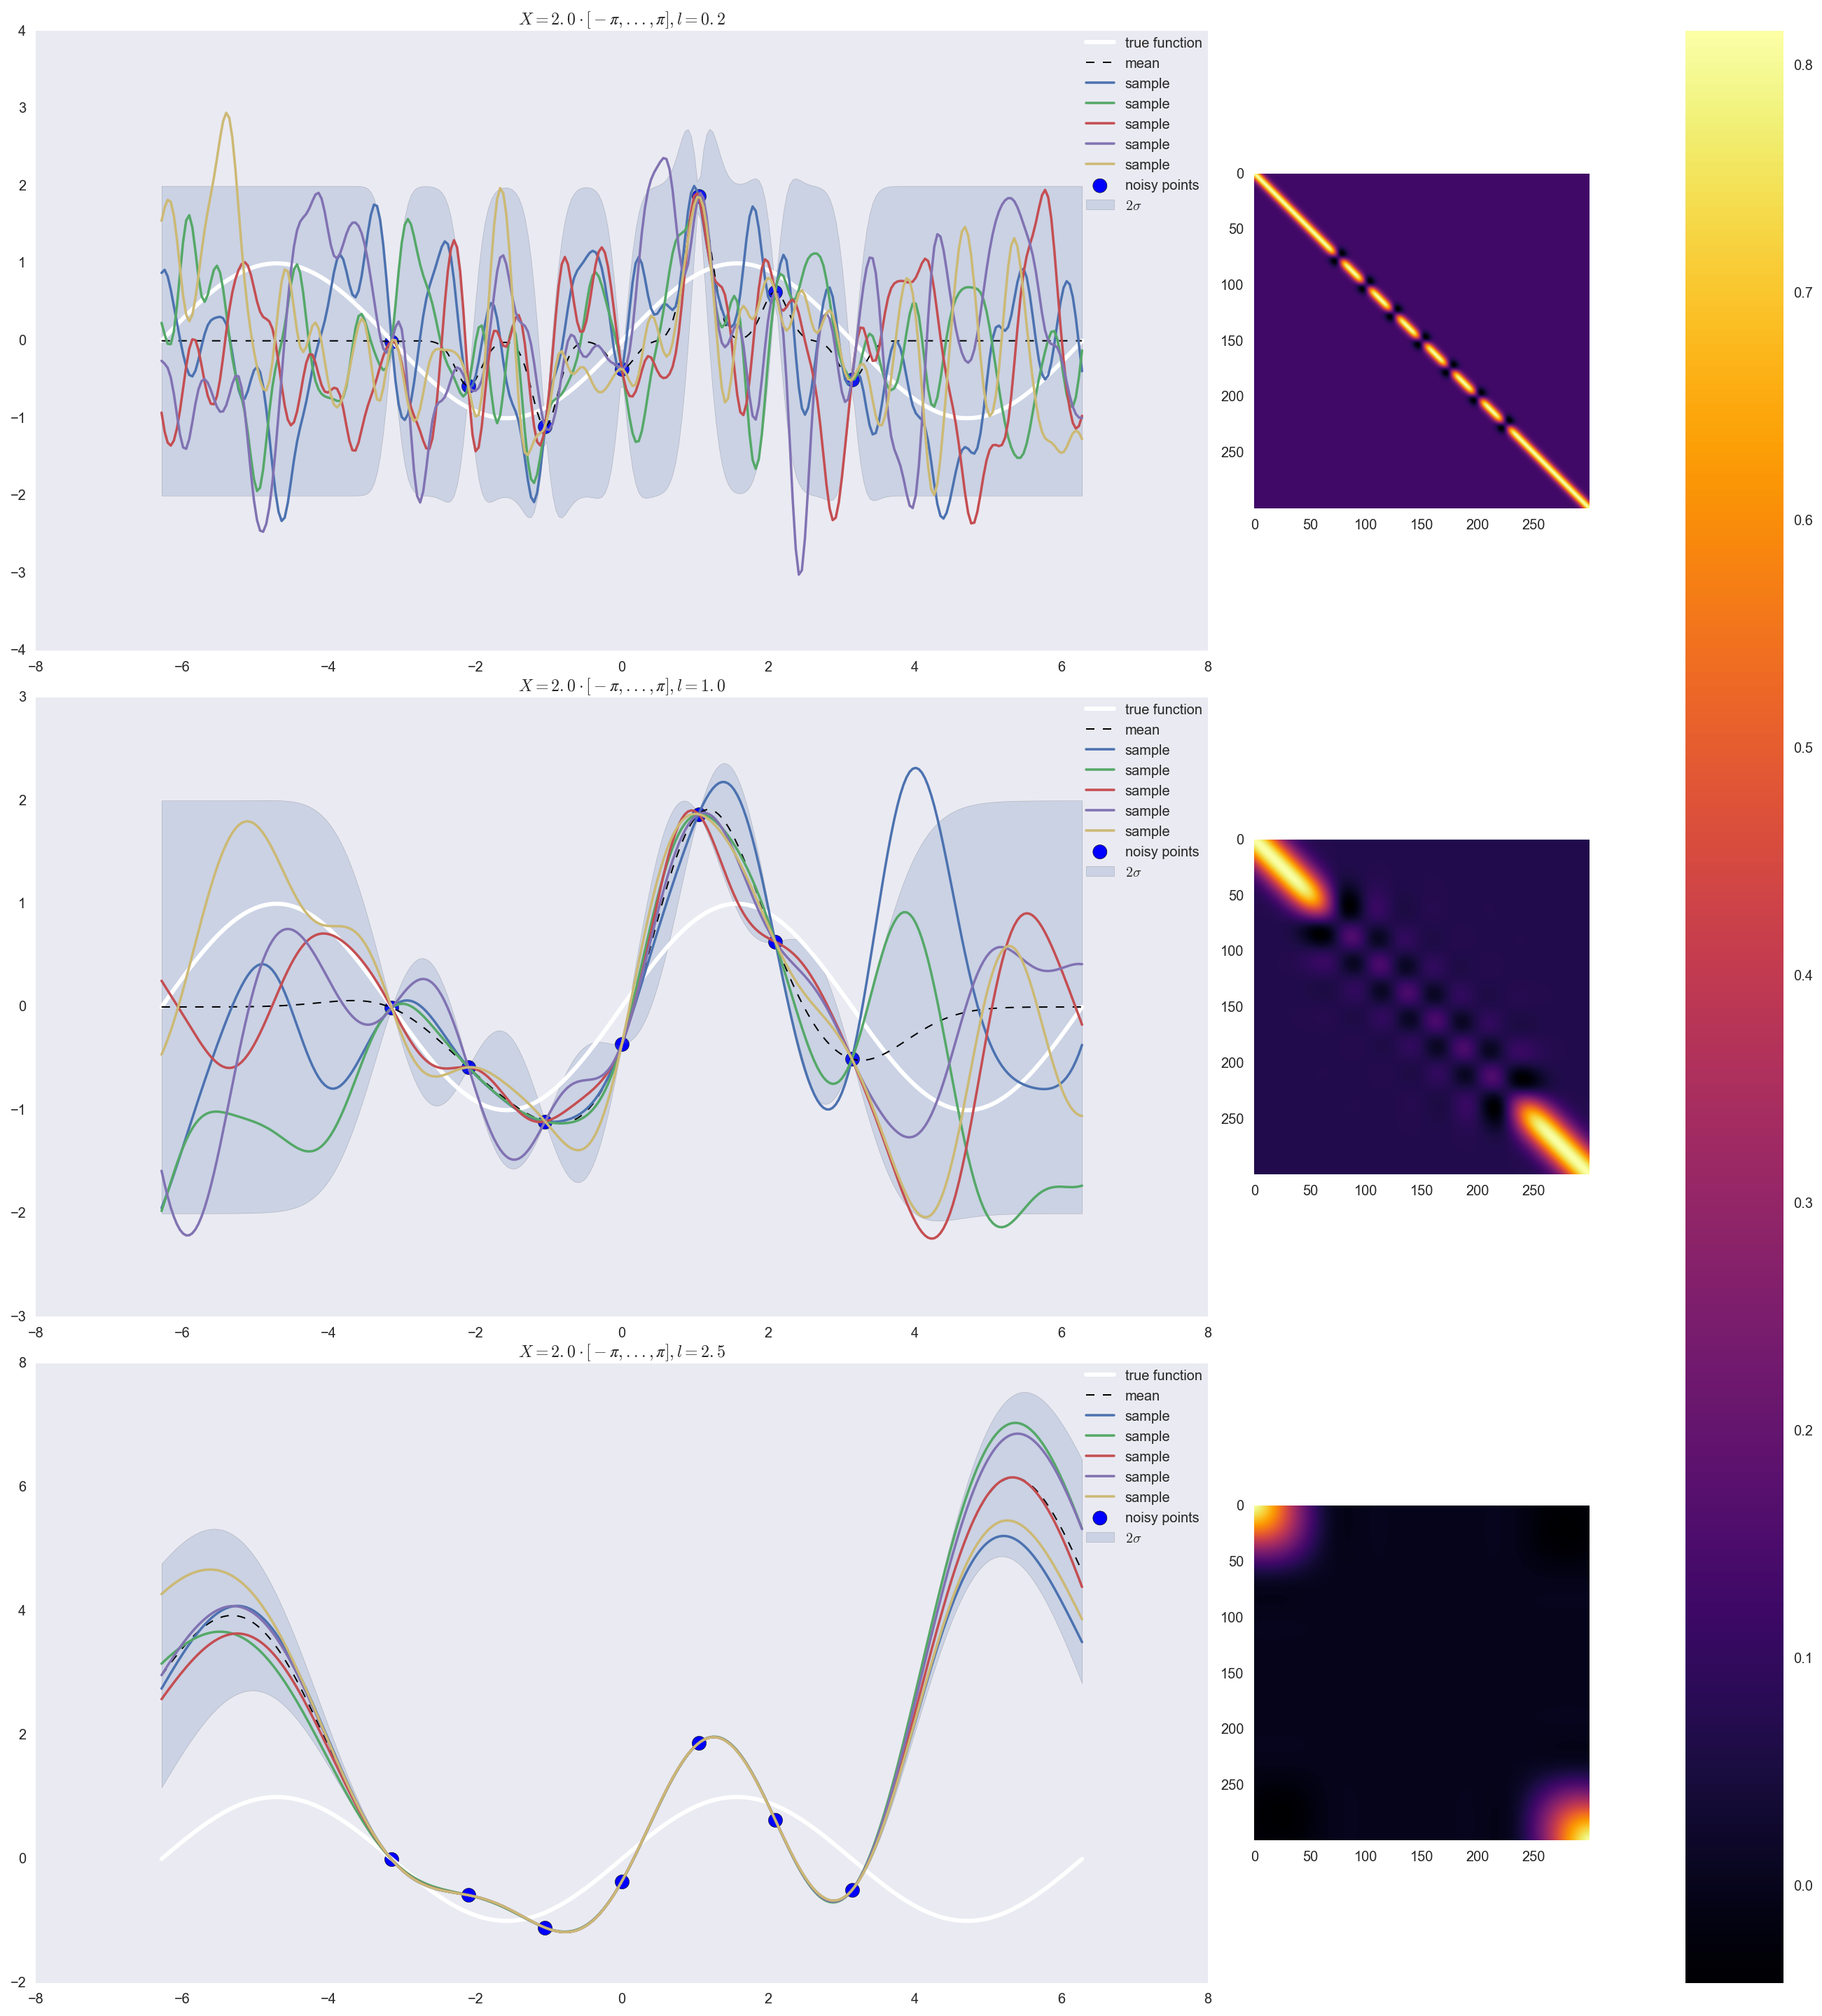 X = 2.0 · [−π, . . . , π], l = 0.2
4
3
2
1
0
−1
−2
−3
−4
−8 −6 −4 −2 0 2 4 6 8
true function
mean
sample
sample
sample
sample
sample
noisy points
2σ
0
50
100
150
200
250
0 50 100 150 200 250
X = 2.0 · [−π, . . . , π], l = 1.0
3
2
1
0
−1
−2
−3
−8 −6 −4 −2 0 2 4 6 8
true function
mean
sample
sample
sample
sample
sample
noisy points
2σ
0
50
100
150
200
250
0 50 100 150 200 250
X = 2.0 · [−π, . . . , π], l = 2.5
8
6
4
2
0
−2
−8 −6 −4 −2 0 2 4 6 8
true function
mean
sample
sample
sample
sample
sample
noisy points
2σ
0
50
100
150
200
250
0 50 100 150 200 250
0.8
0.7
0.6
0.5
0.4
0.3
0.2
0.1
0.0